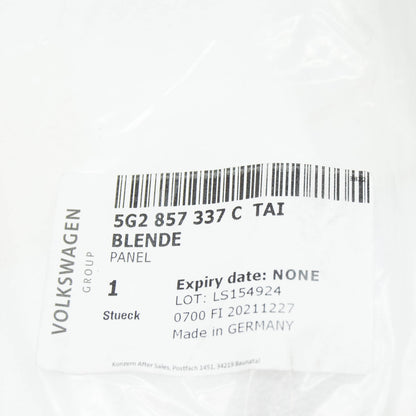 VOLKSWAGEN
GROUP
5G2 857 337 C TAI
BLENDE
PANEL
1
Stueck
Expiry date: NONE
LOT: LS154924
0700 FI 20211227
Made in GERMANY
Konzern After Sales, Postfach 1451, 34219 Baunatal